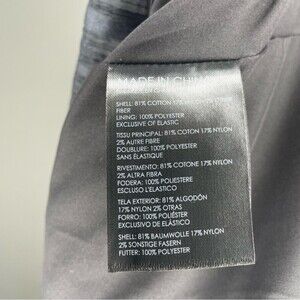 MADE IN CHINA
SHELL: 81% COTTON 17% NYLON
FIBER
LINING: 100% POLYESTER
EXCLUSIVE OF ELASTIC
TISSU PRINCIPAL: 81% COTON 17% NYLON
2% AUTRE FIBRE
DOUBLURE: 100% POLYESTER
SANS ÉLASTIQUE
RIVESTIMENTO: 81% COTONE 17% NYLON
2% ALTRA FIBRA
FODERA: 100% POLIESTERE
ESCLUSO L'ELASTICO
TELA EXTERIOR: 81% ALGODÓN
17% NYLON 2% OTRAS
FORRO: 100% POLIÉSTER
EXCLUSIVO DE ELÁSTICO
SHELL: 81% BAUMWOLLE 17% NYLON
2% SONSTIGE FASERN
FUTTER: 100% POLYESTER